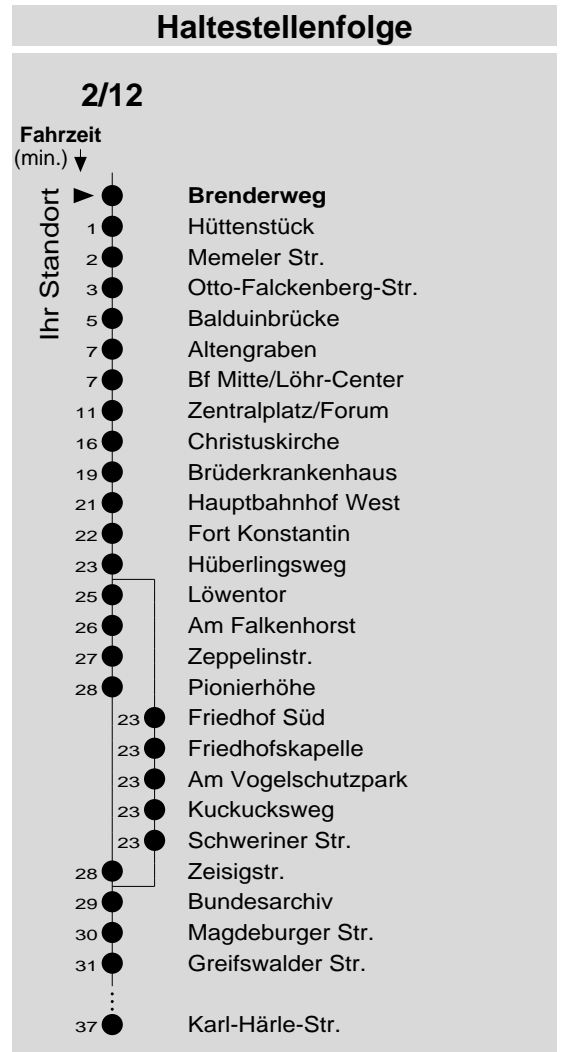 Haltestellenfolge
2/12
Fahrzeit
(min.)
Ihr Standort
Brenderweg
1 Hüttenstück
2 Memeler Str.
3 Otto-Falckenberg-Str.
5 Balduinbrücke
7 Altengraben
7 Bf Mitte/Löhr-Center
11 Zentralplatz/Forum
16 Christuskirche
19 Brüderkrankenhaus
21 Hauptbahnhof West
22 Fort Konstantin
23 Hüberlingsweg
25 Löwentor
26 Am Falkenhorst
27 Zeppelinstr.
28 Pionierhöhe
23 Friedhof Süd
23 Friedhofskapelle
23 Am Vogelschutzpark
23 Kuckucksweg
23 Schweriner Str.
28 Zeisigstr.
29 Bundesarchiv
30 Magdeburger Str.
31 Greifswalder Str.
37 Karl-Härle-Str.